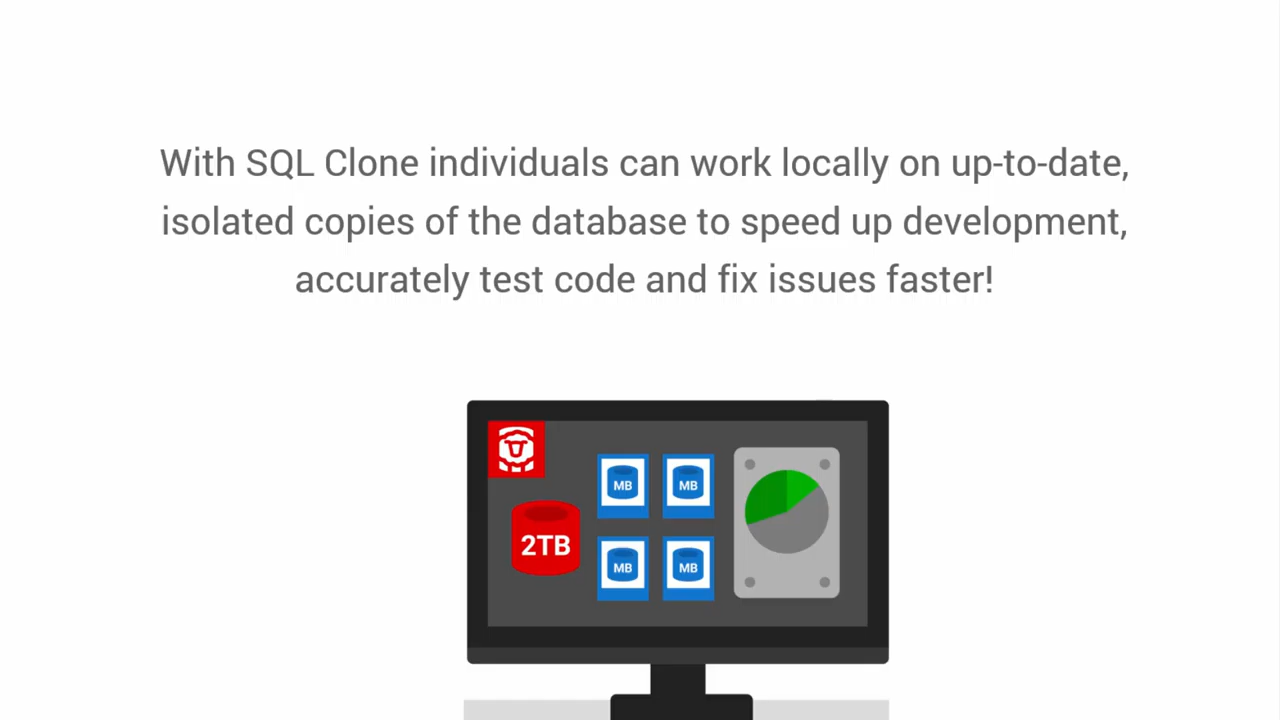 With SQL Clone individuals can work locally on up-to-date,
isolated copies of the database to speed up development,
accurately test code and fix issues faster!
MB MB
2TB
MB MB